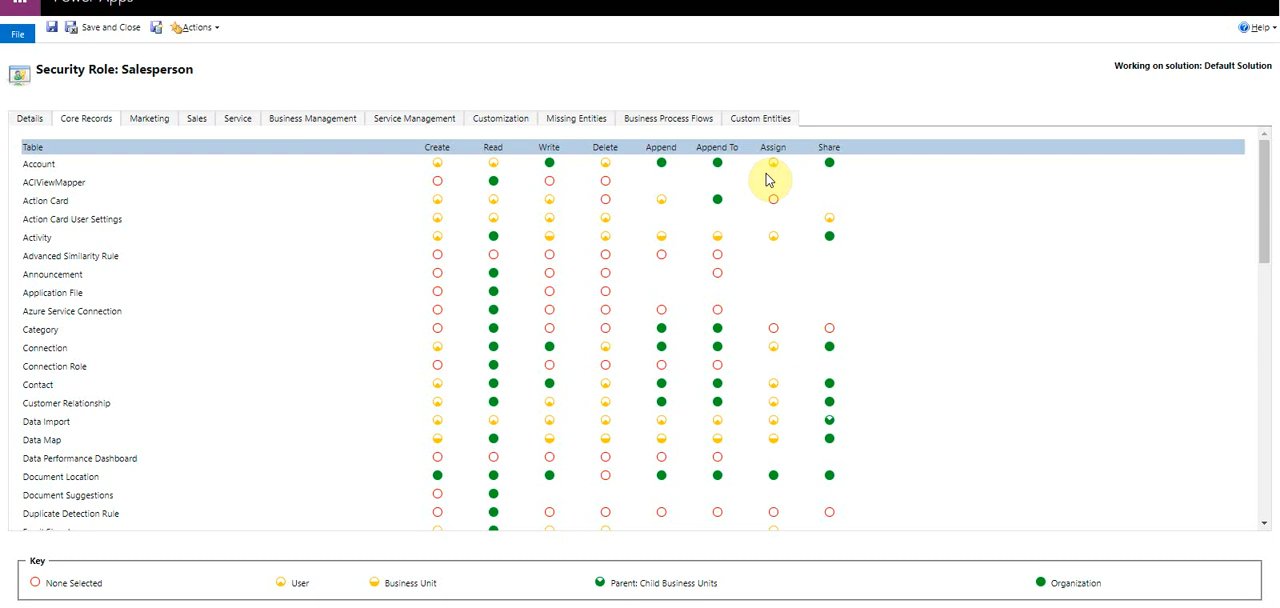 Power Apps
File Save and Close Actions Help
Security Role: Salesperson
Working on solution: Default Solution
Details Core Records Marketing Sales Service Business Management Service Management Customization Missing Entities Business Process Flows Custom Entities
Table Create Read Write Delete Append Append To Assign Share
Account
ACIViewMapper
Action Card
Action Card User Settings
Activity
Advanced Similarity Rule
Announcement
Application File
Azure Service Connection
Category
Connection
Connection Role
Contact
Customer Relationship
Data Import
Data Map
Data Performance Dashboard
Document Location
Document Suggestions
Duplicate Detection Rule
Key
None Selected User Business Unit Parent: Child Business Units Organization